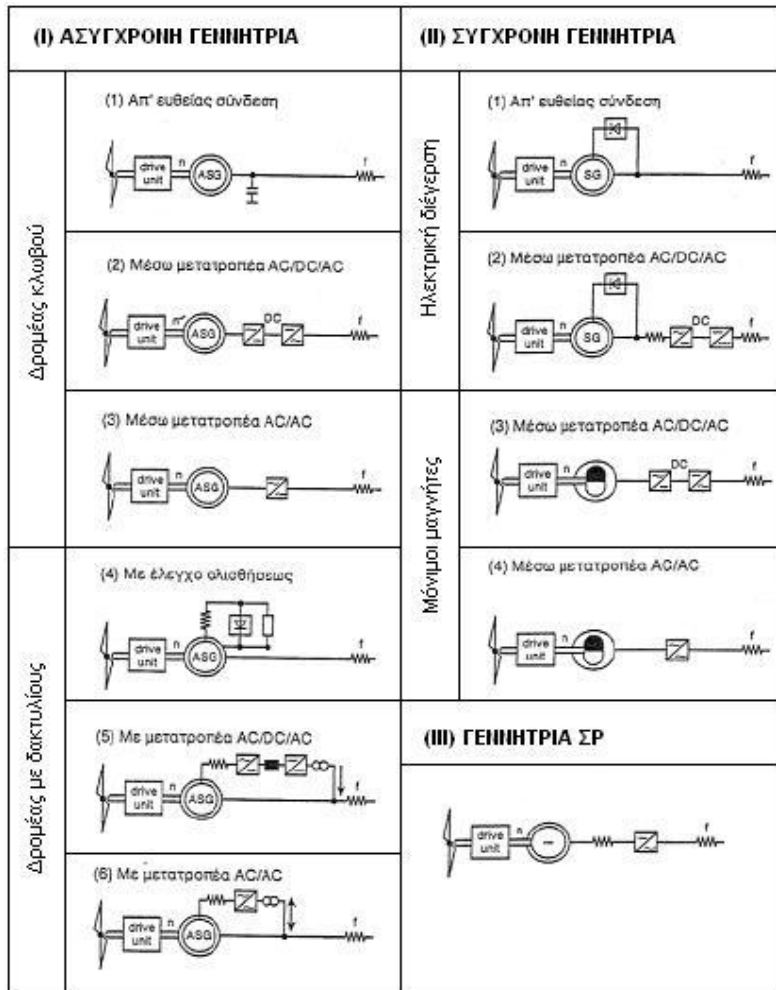 (I) ΑΣΥΓΧΡΟΝΗ ΓΕΝΝΗΤΡΙΑ
Δρομέας κλωβού
(1) Απ' ευθείας σύνδεση
drive
unit
n
ASG
f
(2) Μέσω μετατροπέα AC/DC/AC
drive
unit
n
ASG
DC
f
(3) Μέσω μετατροπέα AC/AC
drive
unit
n
ASG
f
Δρομέας με δακτυλίους
(4) Με έλεγχο ολισθήσεως
drive
unit
n
ASG
f
(5) Με μετατροπέα AC/DC/AC
drive
unit
n
ASG
f
(6) Με μετατροπέα AC/AC
drive
unit
n
ASG
f
(II) ΣΥΓΧΡΟΝΗ ΓΕΝΝΗΤΡΙΑ
Ηλεκτρική διέγερση
(1) Απ' ευθείας σύνδεση
drive
unit
n
SG
f
(2) Μέσω μετατροπέα AC/DC/AC
drive
unit
n
SG
DC
f
Μόνιμοι μαγνήτες
(3) Μέσω μετατροπέα AC/DC/AC
drive
unit
n
DC
f
(4) Μέσω μετατροπέα AC/AC
drive
unit
n
f
(III) ΓΕΝΝΗΤΡΙΑ ΣΡ
drive
unit
n
f